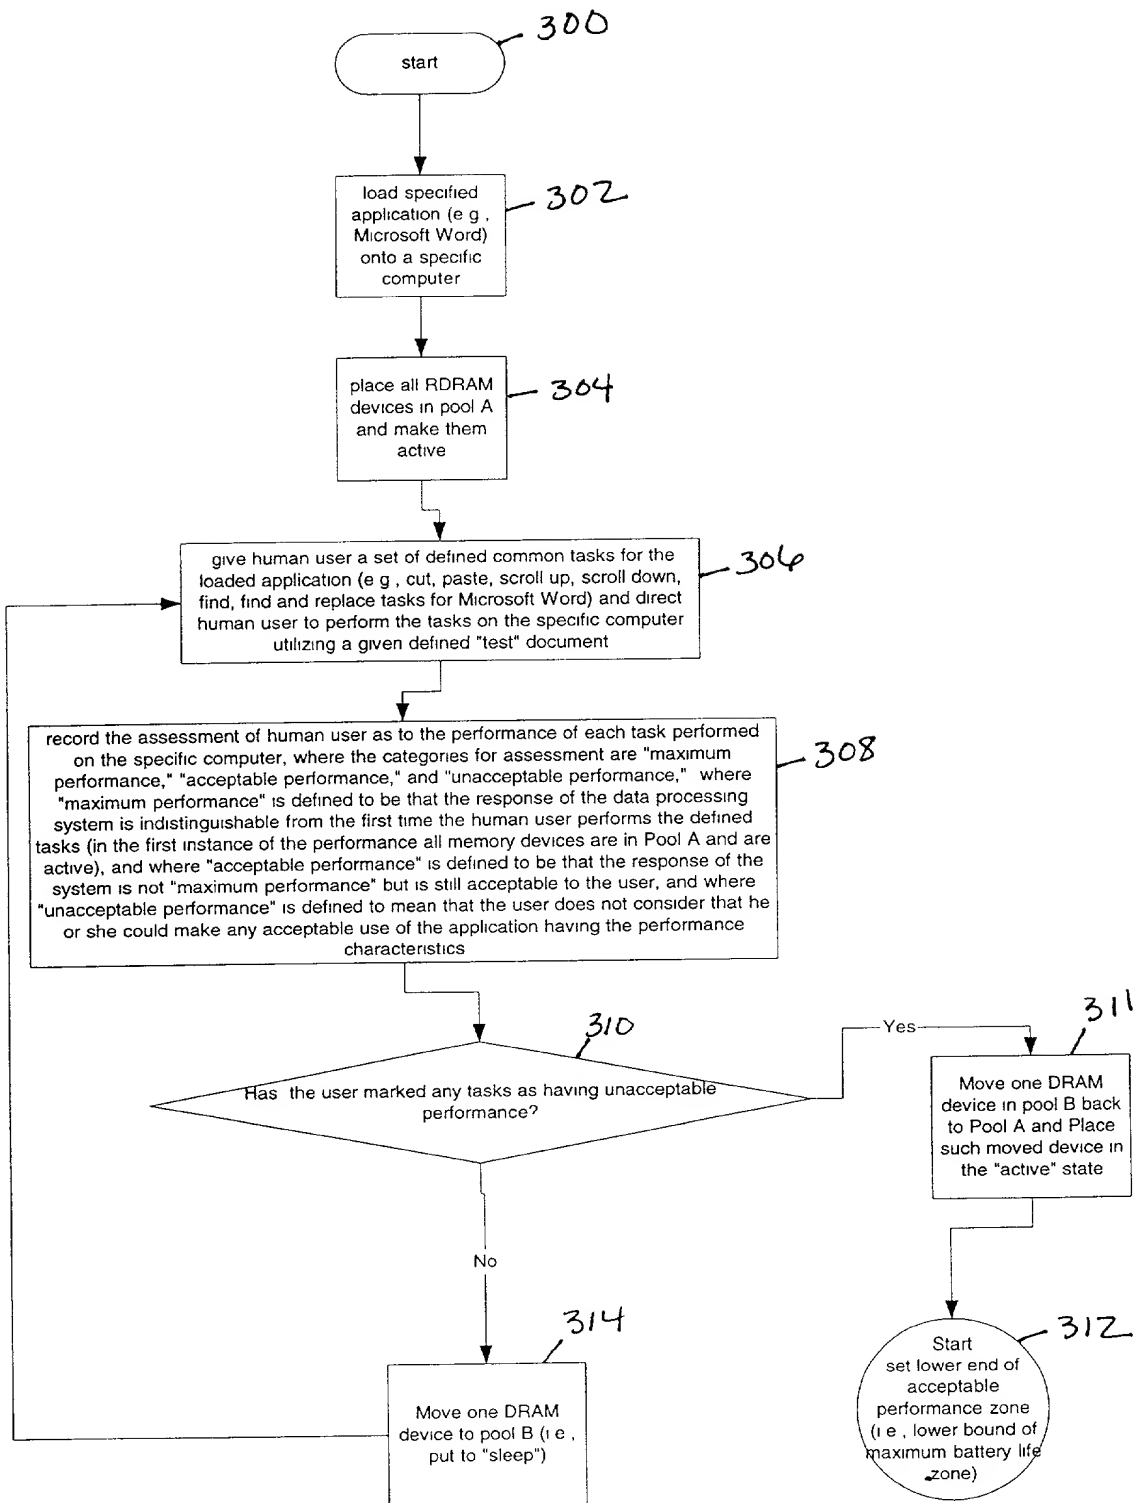 300
start
302
load specified
application (e g ,
Microsoft Word)
onto a specific
computer
304
place all RDRAM
devices in pool A
and make them
active
306
give human user a set of defined common tasks for the
loaded application (e g , cut, paste, scroll up, scroll down,
find, find and replace tasks for Microsoft Word) and direct
human user to perform the tasks on the specific computer
utilizing a given defined "test" document
308
record the assessment of human user as to the performance of each task performed
on the specific computer, where the categories for assessment are "maximum
performance," "acceptable performance," and "unacceptable performance," where
"maximum performance" is defined to be that the response of the data processing
system is indistinguishable from the first time the human user performs the defined
tasks (in the first instance of the performance all memory devices are in Pool A and are
active), and where "acceptable performance" is defined to be that the response of the
system is not "maximum performance" but is still acceptable to the user, and where
"unacceptable performance" is defined to mean that the user does not consider that he
or she could make any acceptable use of the application having the performance
characteristics
310
Has the user marked any tasks as having unacceptable
performance?
Yes
311
Move one DRAM
device in pool B back
to Pool A and Place
such moved device in
the "active" state
No
312
Start
set lower end of
acceptable
performance zone
(i e , lower bound of
maximum battery life
zone)
314
Move one DRAM
device to pool B (i e ,
put to "sleep")